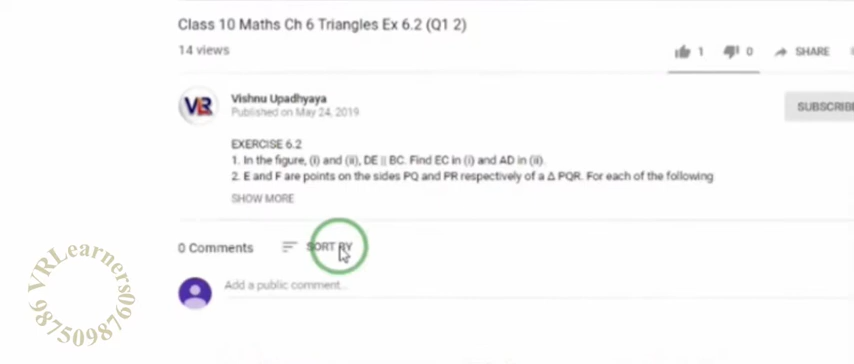 Class 10 Maths Ch 6 Triangles Ex 6.2 (Q1 2)
14 views
1 0 SHARE
VR Vishnu Upadhyaya
Published on May 24, 2019
SUBSCRIBE
EXERCISE 6.2
1. In the figure, (i) and (ii), DE || BC. Find EC in (i) and AD in (ii).
2. E and F are points on the sides PQ and PR respectively of a Δ PQR. For each of the following
SHOW MORE
0 Comments SORT BY
Add a public comment...
VRLearners
9875098760